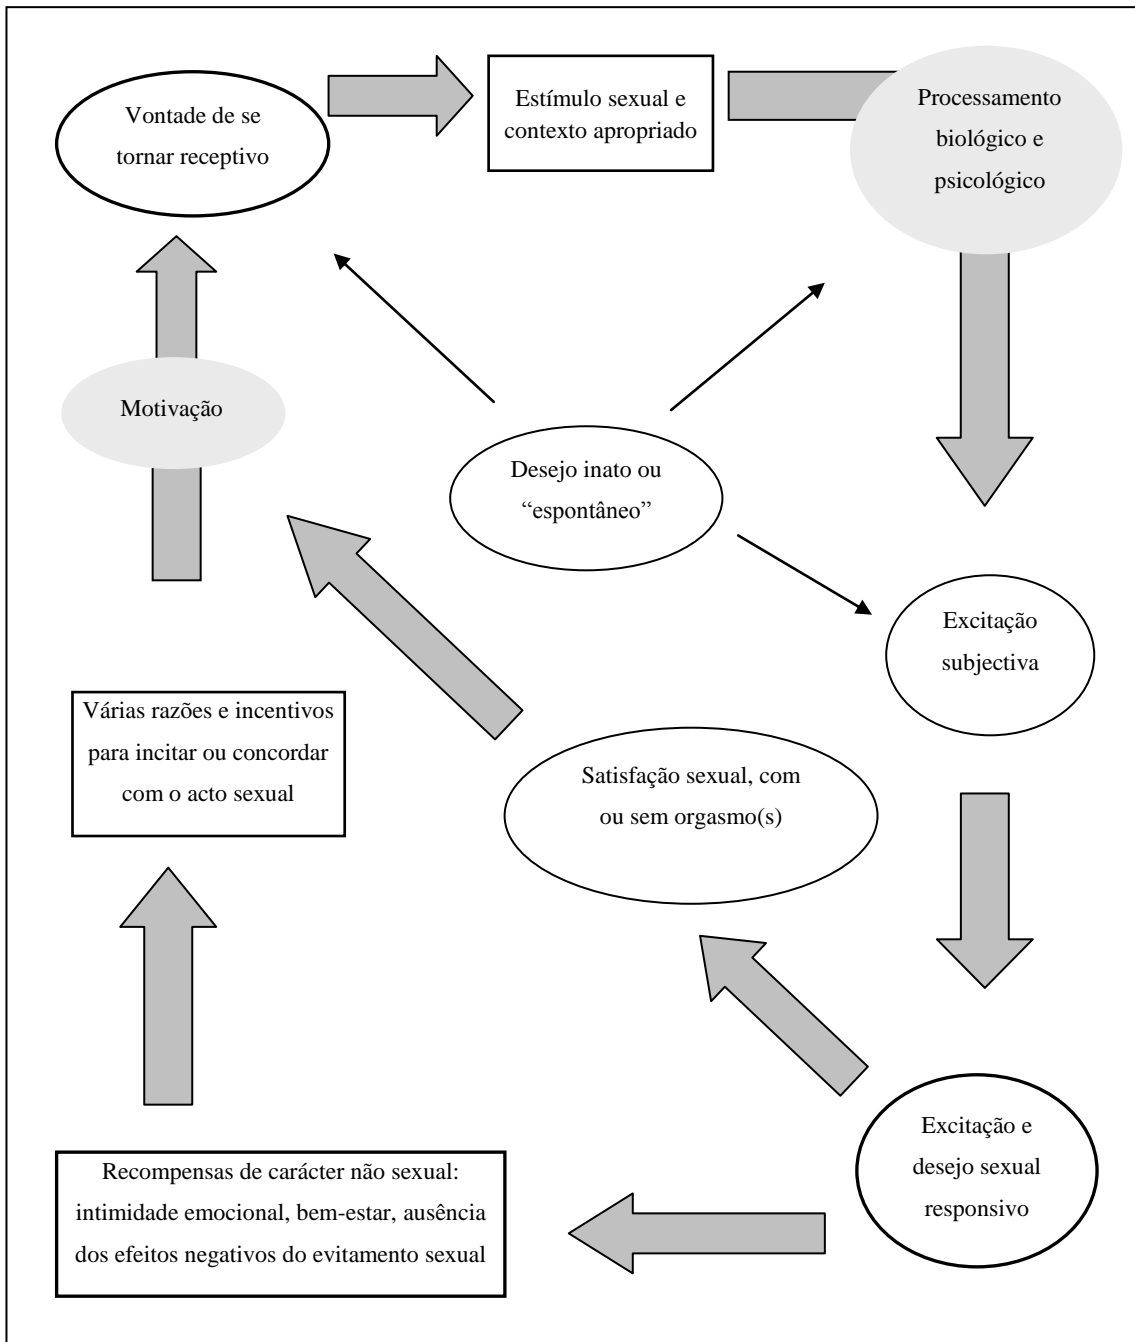 Vontade de se
tornar receptivo
Estímulo sexual e
contexto apropriado
Processamento
biológico e
psicológico
Motivação
Desejo inato ou
“espontâneo”
Excitação
subjectiva
Várias razões e incentivos
para incitar ou concordar
com o acto sexual
Satisfação sexual, com
ou sem orgasmo(s)
Excitação e
desejo sexual
responsivo
Recompensas de carácter não sexual:
intimidade emocional, bem-estar, ausência
dos efeitos negativos do evitamento sexual